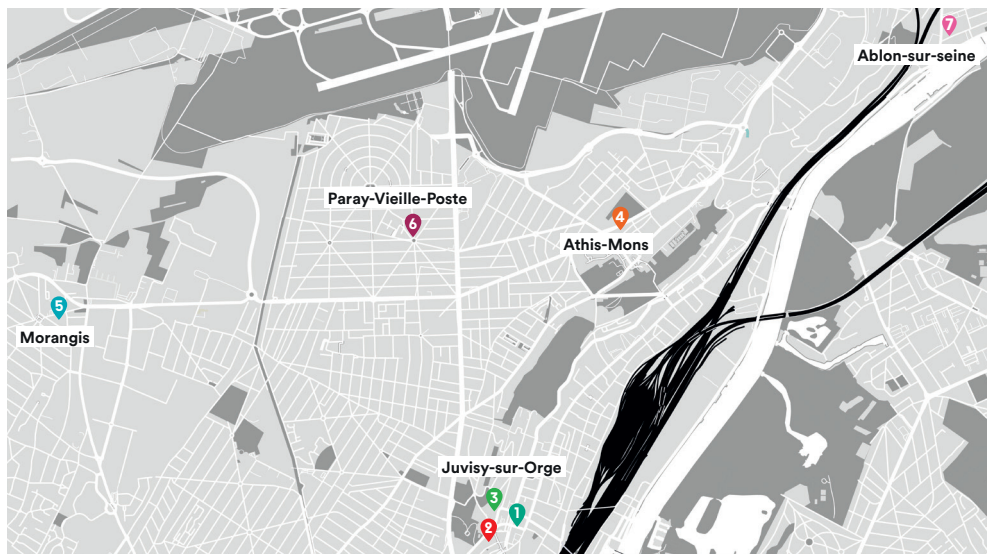 7
Ablon-sur-seine
Paray-Vieille-Poste
6
4
Athis-Mons
5
Morangis
Juvisy-sur-Orge
3
1
2